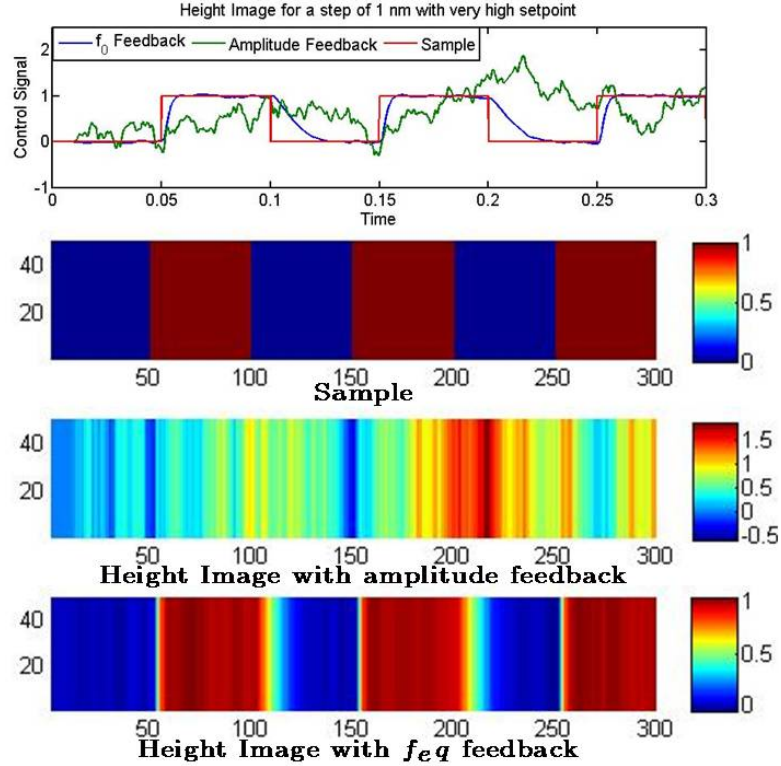 Height Image for a step of 1 nm with very high setpoint
f0 Feedback Amplitude Feedback Sample
Control Signal
2
1
0
-1
0 0.05 0.1 0.15 0.2 0.25 0.3
Time
40
20
1
0.5
0
50 100 150 200 250 300
Sample
40
20
1.5
1
0.5
0
-0.5
50 100 150 200 250 300
Height Image with amplitude feedback
40
20
1
0.5
0
50 100 150 200 250 300
Height Image with feq feedback